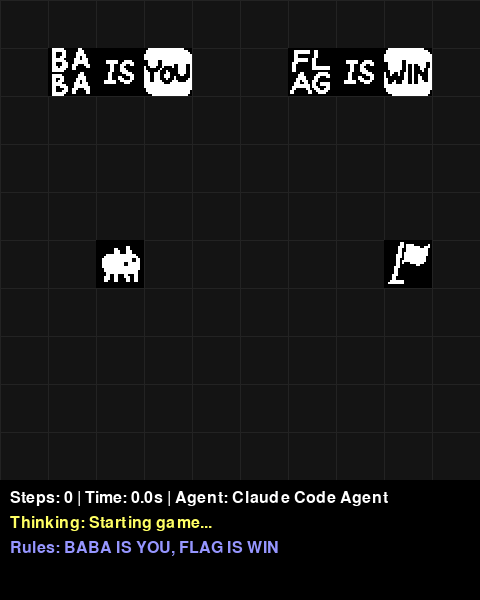 BABA IS YOU FLAG IS WIN
Steps: 0 | Time: 0.0s | Agent: Claude Code Agent
Thinking: Starting game...
Rules: BABA IS YOU, FLAG IS WIN